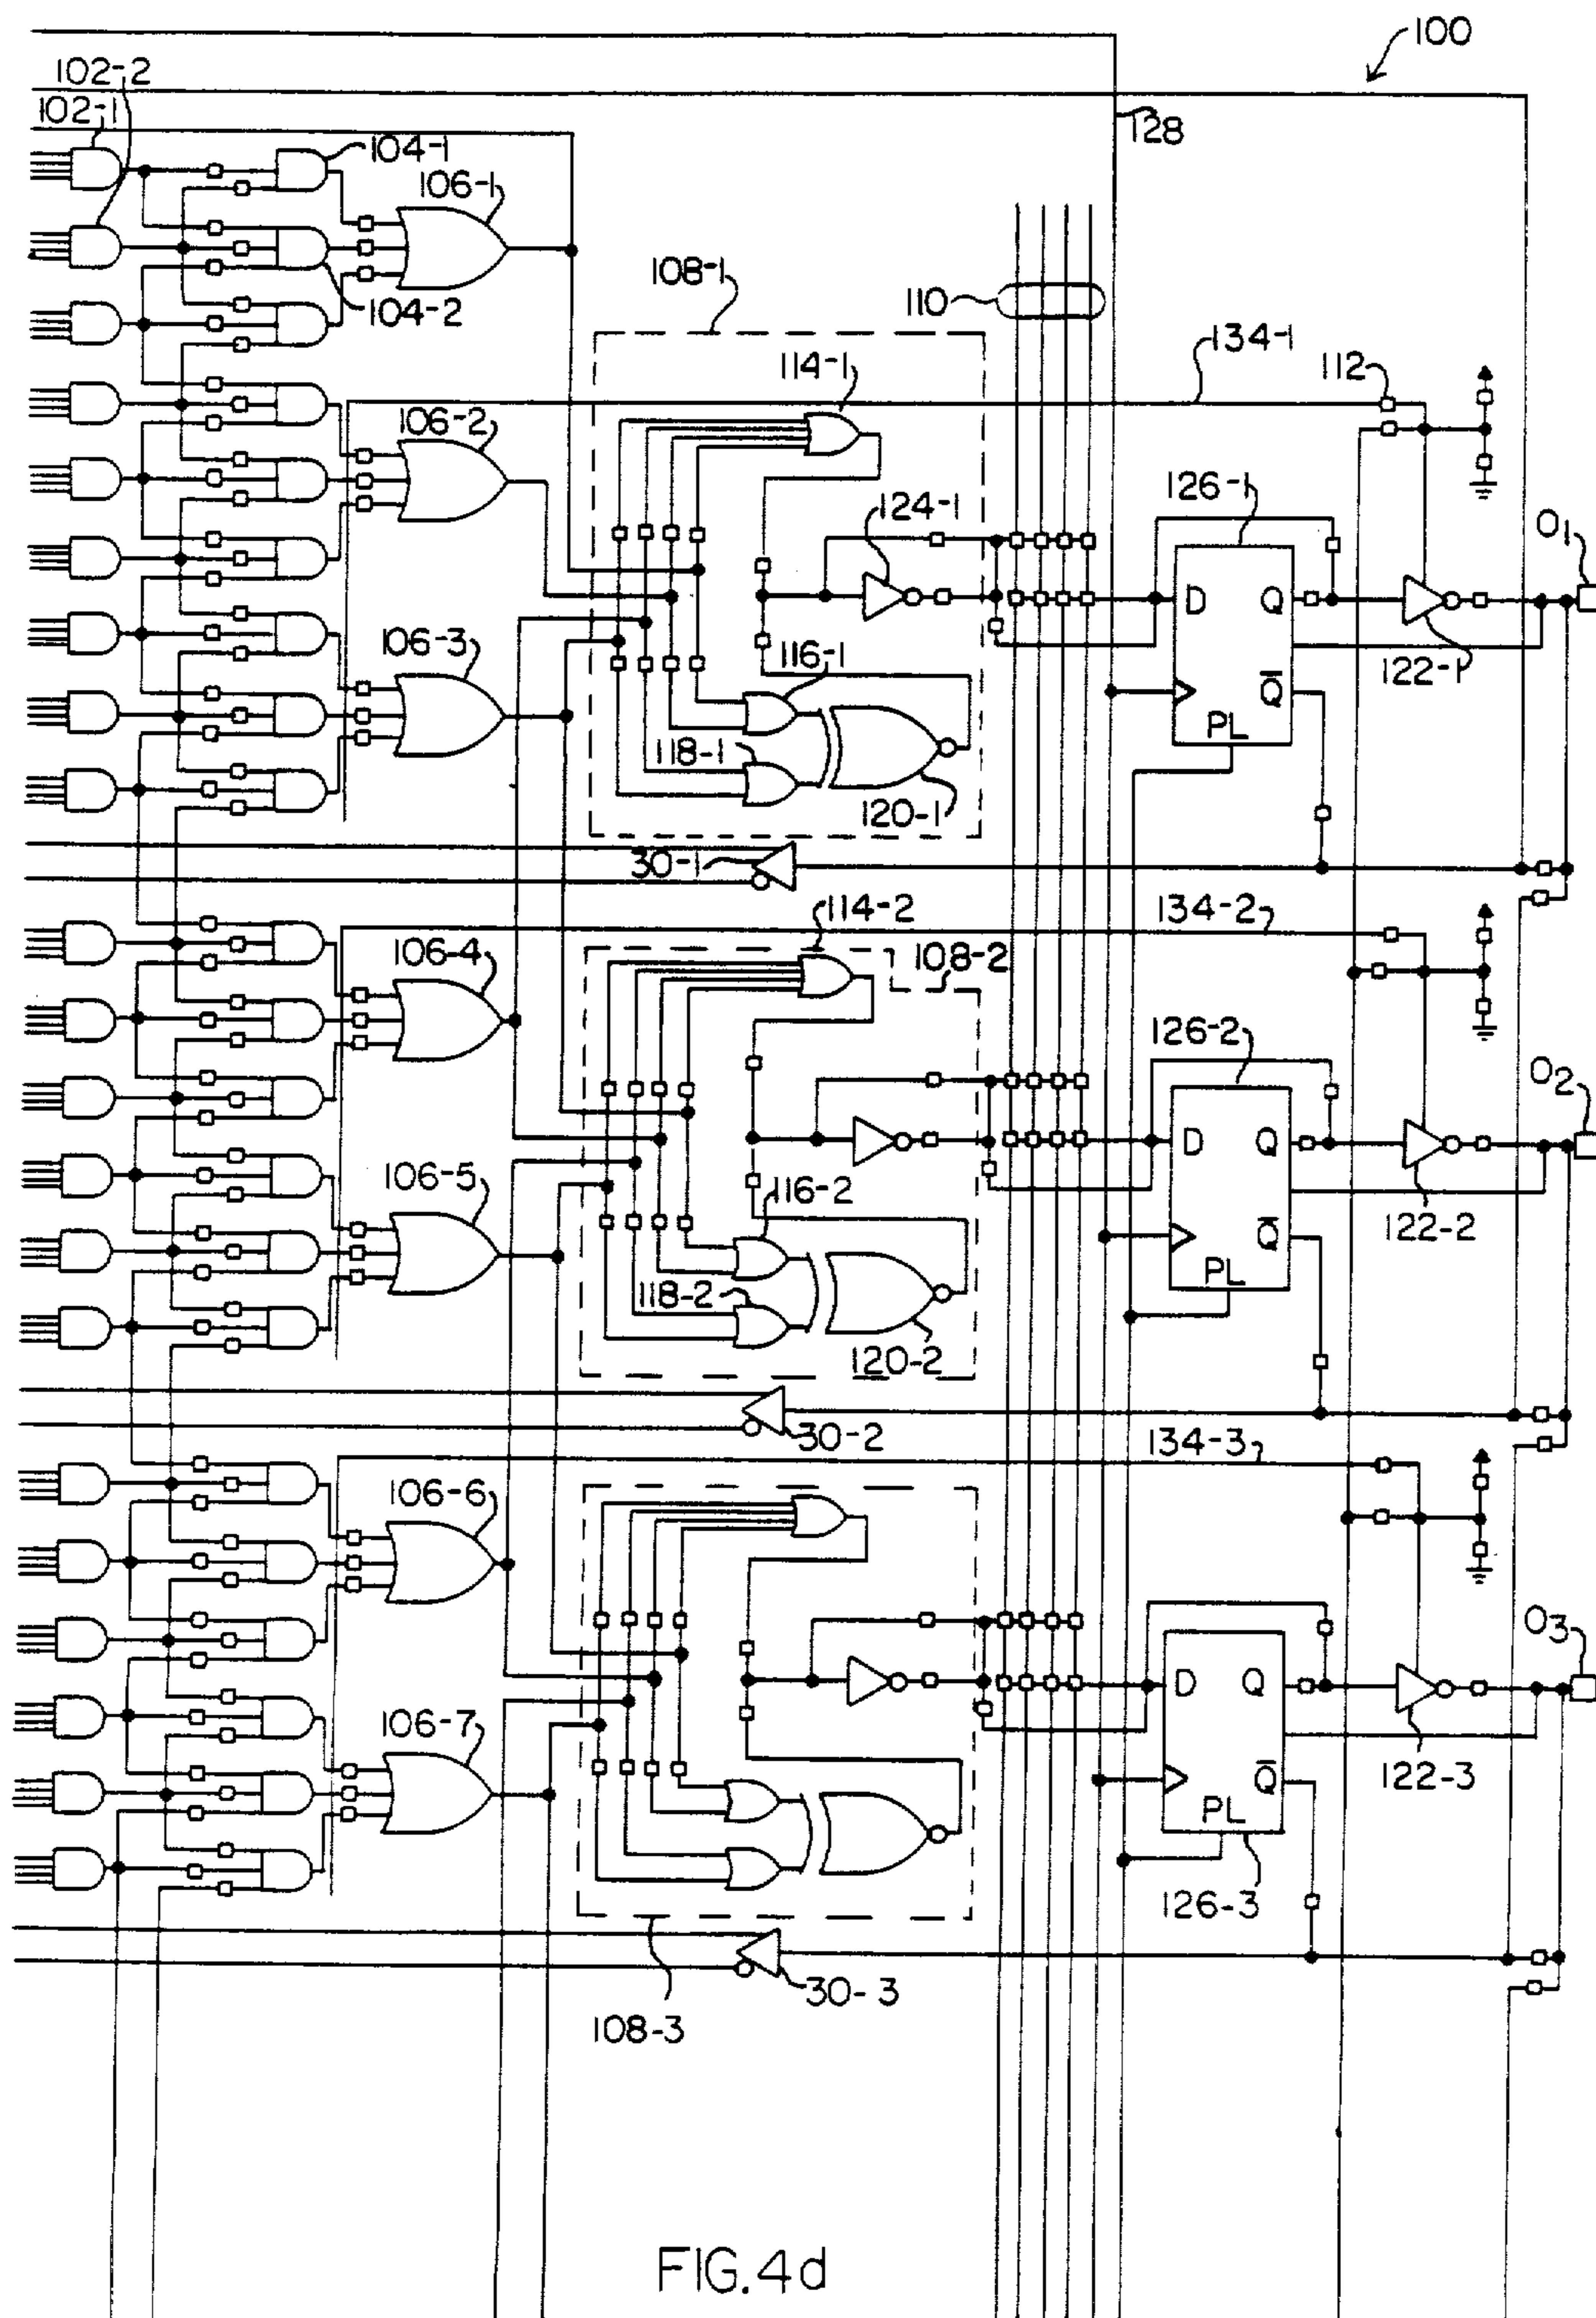 100
102-2
102-1
128
104-1
106-1
108-1
110
104-2
134-1
114-1
112
106-2
124-1
126-1
O1
D
Q
106-3
116-1
122-1
Q̅
PL
118-1
120-1
30-1
114-2
134-2
106-4
108-2
126-2
O2
D
Q
106-5
116-2
122-2
Q̅
PL
118-2
120-2
30-2
134-3
106-6
O3
D
Q
106-7
122-3
Q̅
PL
126-3
30-3
108-3
FIG.4d